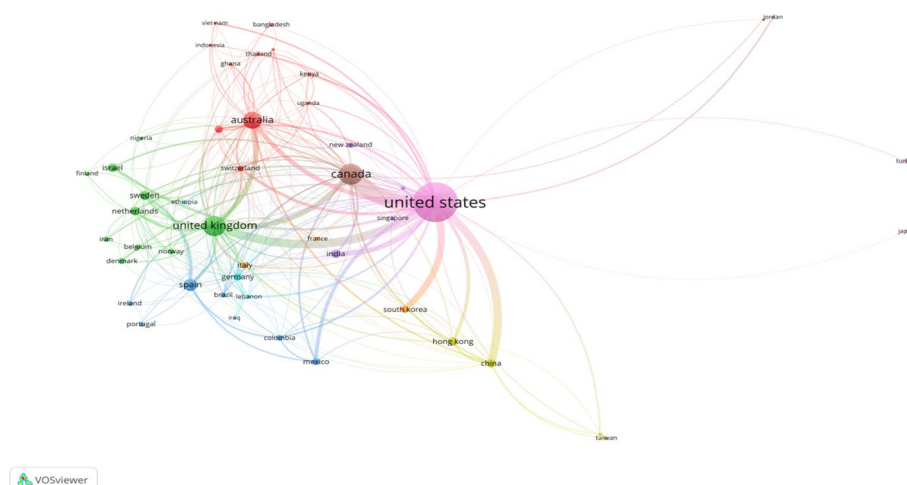 jordan
viet nam
bangladesh
indonesia
thailand
ghana
kenya
uganda
australia
nigeria
new zealand
israel
switzerland
finland
canada
sweden
ethiopia
united states
netherlands
singapore
united kingdom
iran
france
belgium
norway
india
denmark
italy
germany
spain
brazil
lebanon
ireland
south korea
iraq
portugal
colombia
hong kong
mexico
china
taiwan
VOSviewer